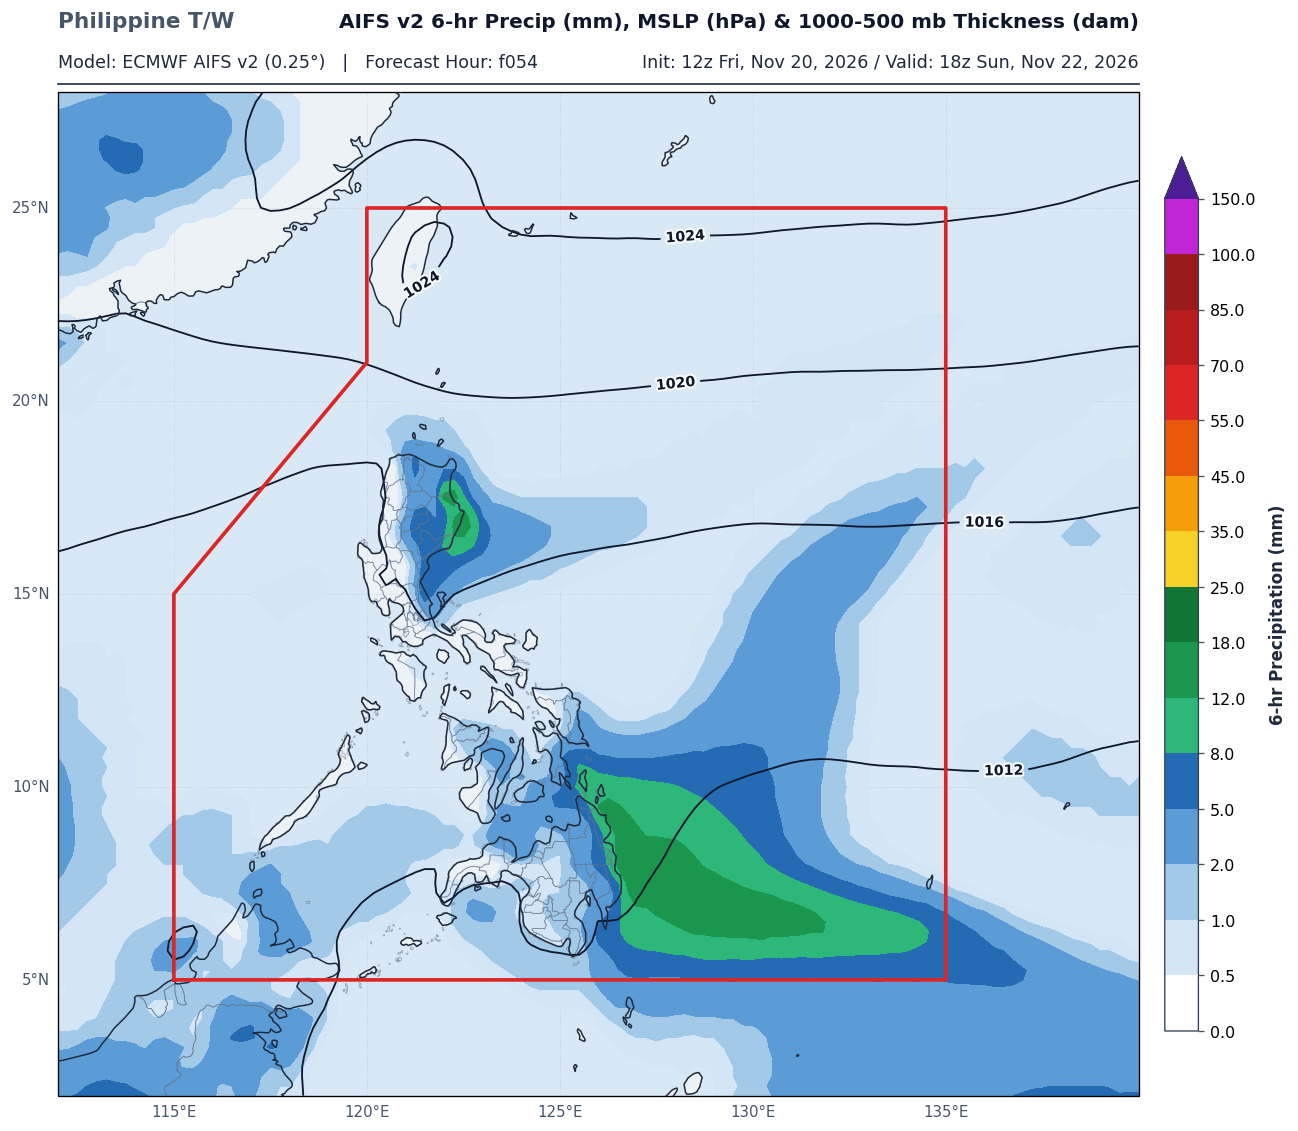 Philippine T/W
AIFS v2 6-hr Precip (mm), MSLP (hPa) & 1000-500 mb Thickness (dam)
Model: ECMWF AIFS v2 (0.25°) | Forecast Hour: f054
Init: 12z Fri, Nov 20, 2026 / Valid: 18z Sun, Nov 22, 2026
25°N
20°N
15°N
10°N
5°N
1024
1024
1020
1016
1012
115°E
120°E
125°E
130°E
135°E
150.0
100.0
85.0
70.0
55.0
45.0
35.0
25.0
18.0
12.0
8.0
5.0
2.0
1.0
0.5
0.0
6-hr Precipitation (mm)